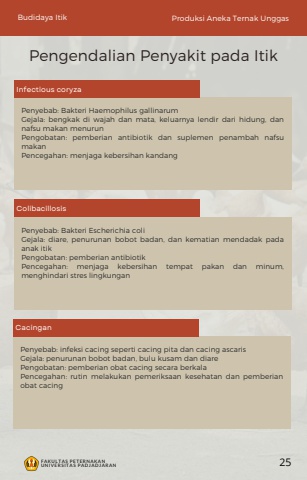 Budidaya Itik
Produksi Aneka Ternak Unggas
Pengendalian Penyakit pada Itik
Infectious coryza
Penyebab: Bakteri Haemophilus gallinarum
Gejala: bengkak di wajah dan mata, keluarnya lendir dari hidung, dan
nafsu makan menurun
Pengobatan: pemberian antibiotik dan suplemen penambah nafsu
makan
Pencegahan: menjaga kebersihan kandang
Colibacillosis
Penyebab: Bakteri Escherichia coli
Gejala: diare, penurunan bobot badan, dan kematian mendadak pada
anak itik
Pengobatan: pemberian antibiotik
Pencegahan: menjaga kebersihan tempat pakan dan minum,
menghindari stres lingkungan
Cacingan
Penyebab: infeksi cacing seperti cacing pita dan cacing ascaris
Gejala: penurunan bobot badan, bulu kusam dan diare
Pengobatan: pemberian obat cacing secara berkala
Pencegahan: rutin melakukan pemeriksaan kesehatan dan pemberian
obat cacing
FAKULTAS PETERNAKAN
UNIVERSITAS PADJADJARAN
25